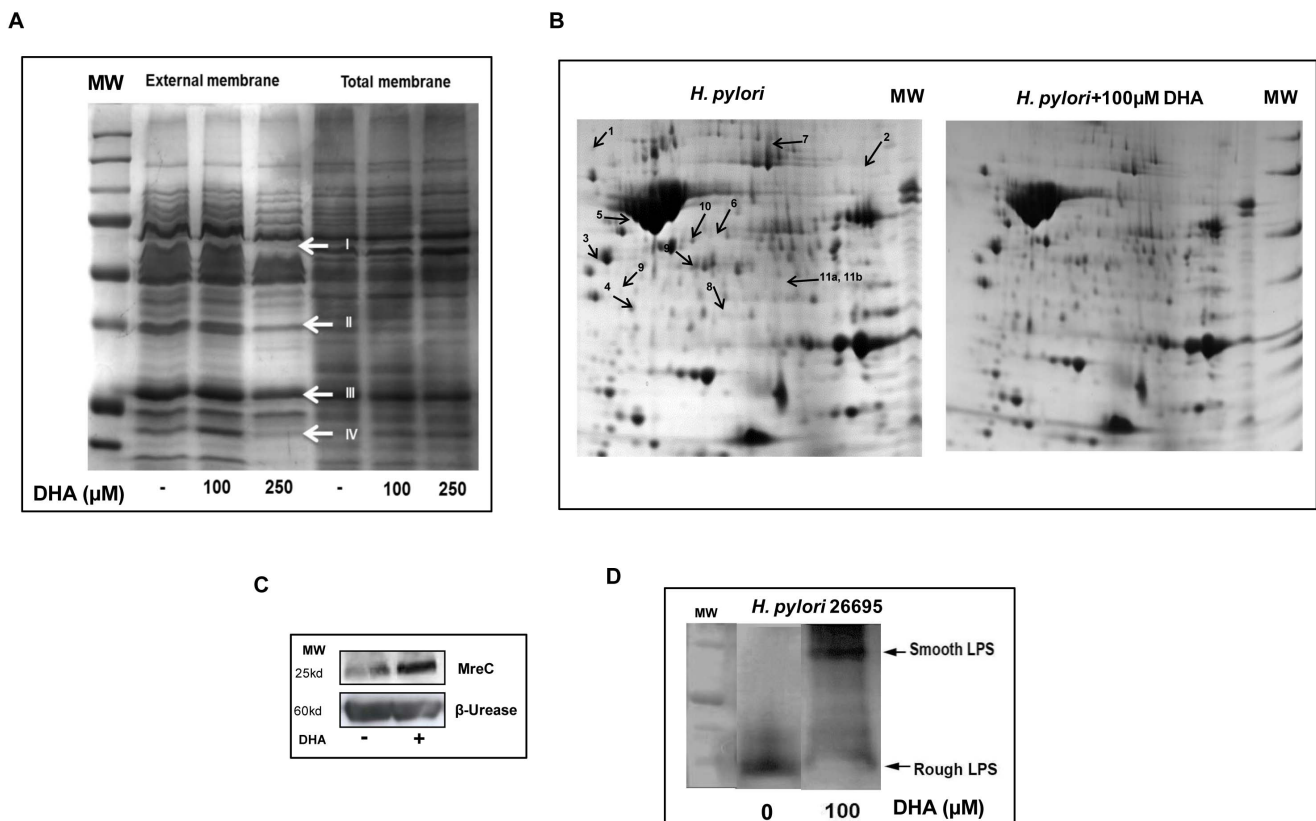 A
MW External membrane Total membrane
I
II
III
IV
DHA (µM) - 100 250 - 100 250
B
H. pylori MW
1
7
2
5
10
6
3
9
9
11a, 11b
4
8
H. pylori+100µM DHA MW
C
MW
25kd MreC
60kd β-Urease
DHA - +
D
MW H. pylori 26695
Smooth LPS
Rough LPS
0 100 DHA (µM)